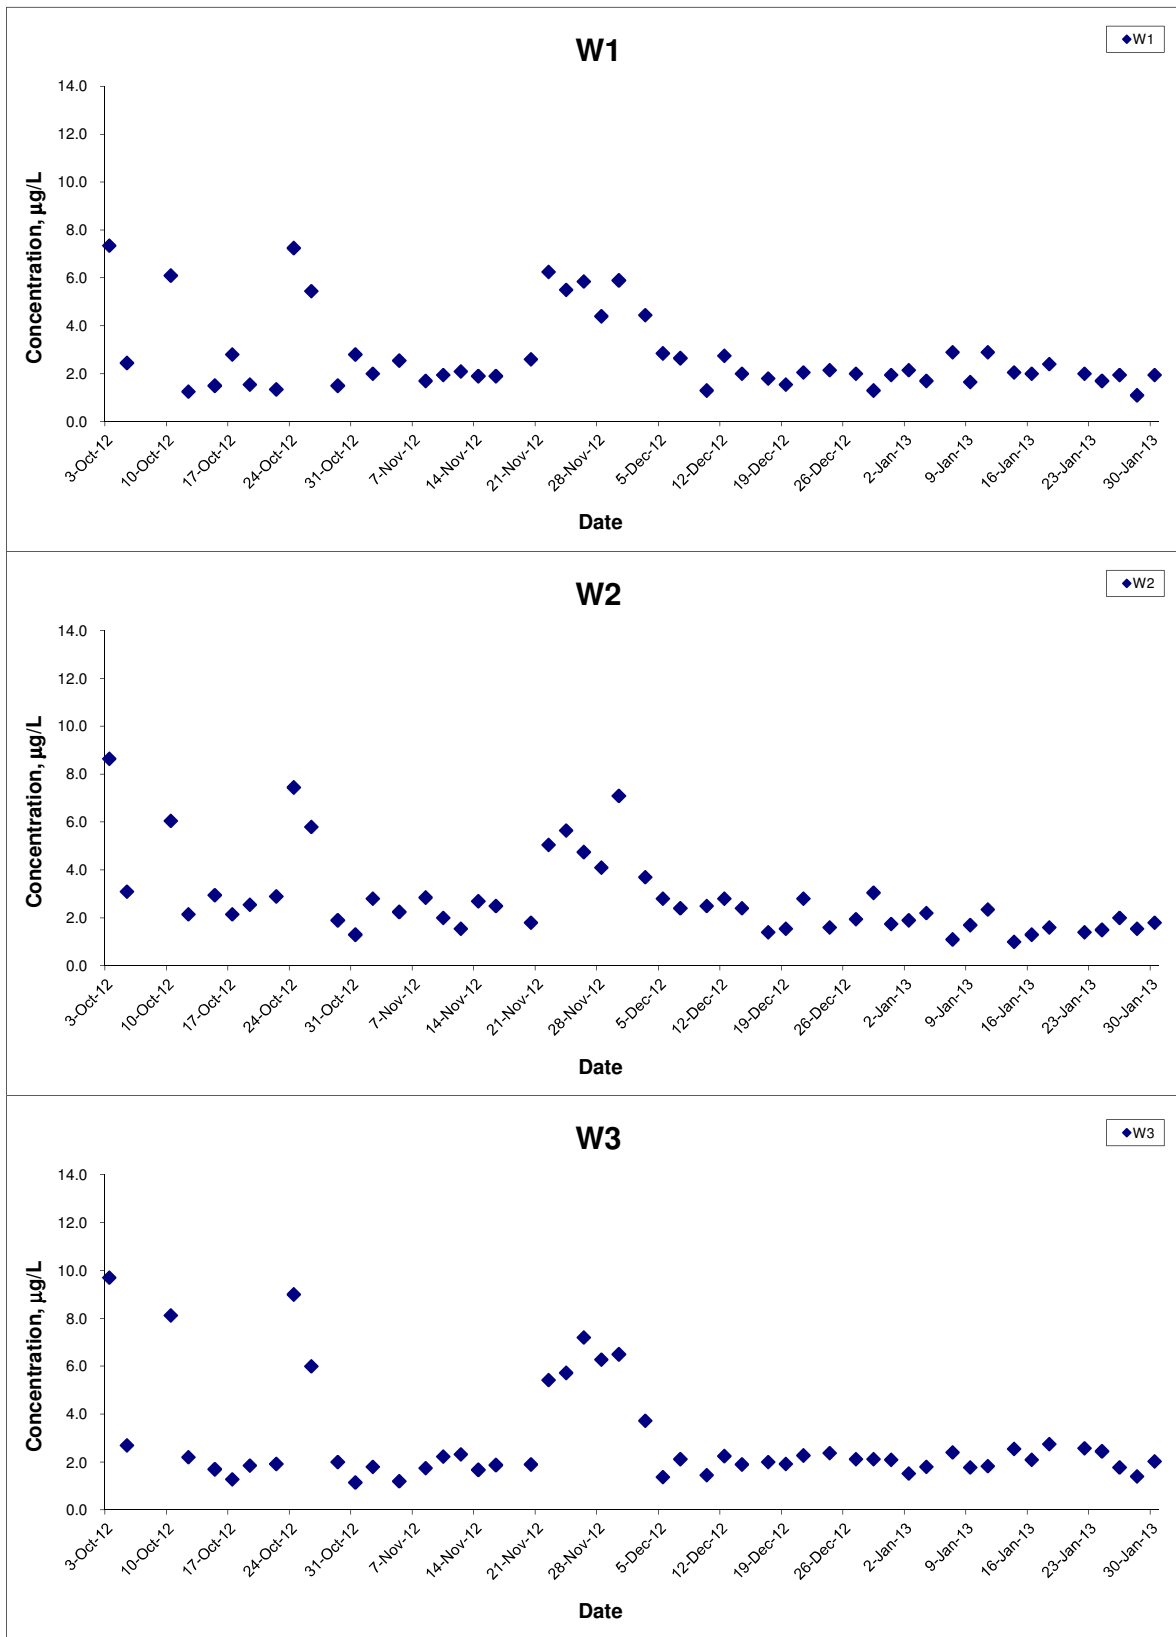 W1
W1
14.0
12.0
10.0
8.0
6.0
4.0
2.0
0.0
Concentration, µg/L
3-Oct-12
10-Oct-12
17-Oct-12
24-Oct-12
31-Oct-12
7-Nov-12
14-Nov-12
21-Nov-12
28-Nov-12
5-Dec-12
12-Dec-12
19-Dec-12
26-Dec-12
2-Jan-13
9-Jan-13
16-Jan-13
23-Jan-13
30-Jan-13
Date
W2
W2
14.0
12.0
10.0
8.0
6.0
4.0
2.0
0.0
Concentration, µg/L
3-Oct-12
10-Oct-12
17-Oct-12
24-Oct-12
31-Oct-12
7-Nov-12
14-Nov-12
21-Nov-12
28-Nov-12
5-Dec-12
12-Dec-12
19-Dec-12
26-Dec-12
2-Jan-13
9-Jan-13
16-Jan-13
23-Jan-13
30-Jan-13
Date
W3
W3
14.0
12.0
10.0
8.0
6.0
4.0
2.0
0.0
Concentration, µg/L
3-Oct-12
10-Oct-12
17-Oct-12
24-Oct-12
31-Oct-12
7-Nov-12
14-Nov-12
21-Nov-12
28-Nov-12
5-Dec-12
12-Dec-12
19-Dec-12
26-Dec-12
2-Jan-13
9-Jan-13
16-Jan-13
23-Jan-13
30-Jan-13
Date